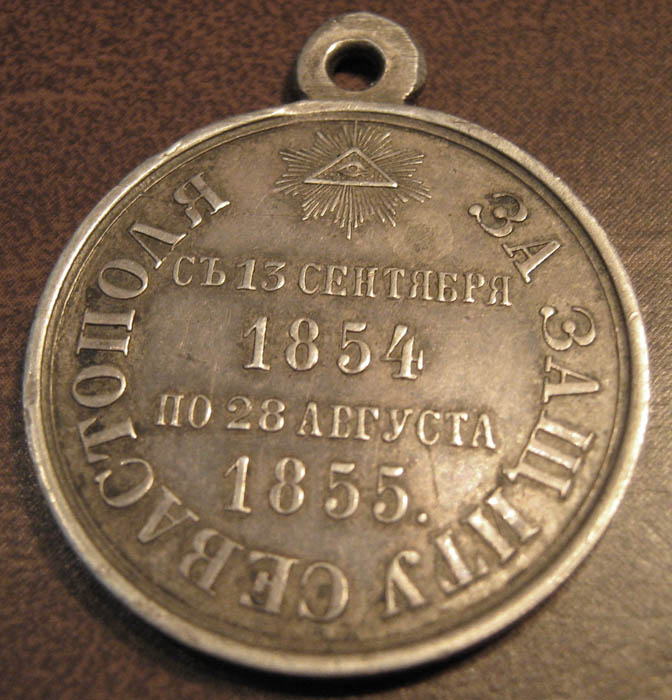 ЗА ЗАЩИТУ СЕВАСТОПОЛЯ
СЪ 13 СЕНТЯБРЯ
1854
ПО 28 АВГУСТА
1855.